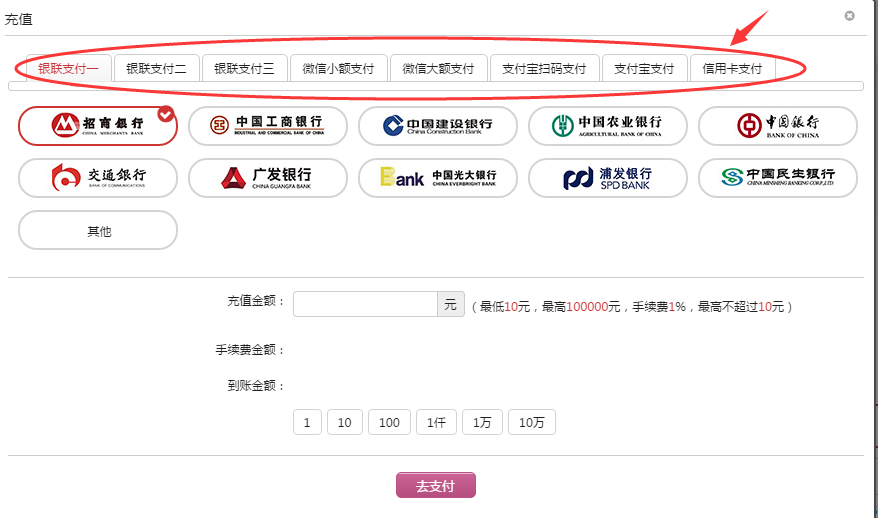 充值
银联支付一 银联支付二 银联支付三 微信小额支付 微信大额支付 支付宝扫码支付 支付宝支付 信用卡支付
招商银行 中国工商银行 中国建设银行 中国农业银行 中国银行
CHINA MERCHANTS BANK INDUSTRIAL AND COMMERCIAL BANK OF CHINA China Construction Bank AGRICULTURAL BANK OF CHINA BANK OF CHINA
交通银行 广发银行 Bank 中国光大银行 浦发银行 中国民生银行
BANK OF COMMUNICATIONS CHINA GUANGFA BANK CHINA EVERBRIGHT BANK SPD BANK CHINA MINSHENG BANKING CORP.,LTD.
其他
充值金额： 元 （最低10元，最高100000元，手续费1%，最高不超过10元）
手续费金额：
到账金额：
1 10 100 1仟 1万 10万
去支付